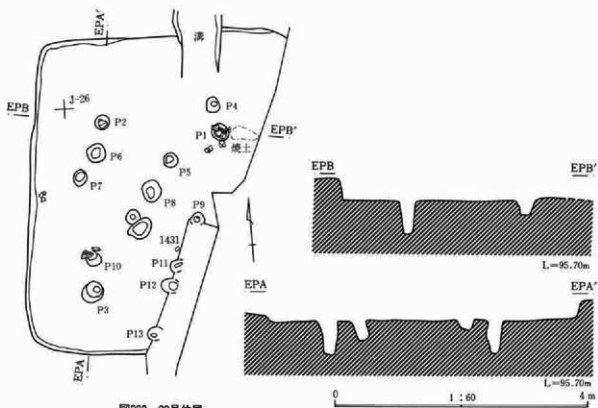 EPA′
溝
EPB
J-26
P4
P2
P1
EPB′
焼土
P6
P5
P7
P8
P9
1431
P10
P11
P12
P3
P13
EPA
EPB
EPB′
L=95.70m
EPA
EPA′
L=95.70m
0
1:60
4 m